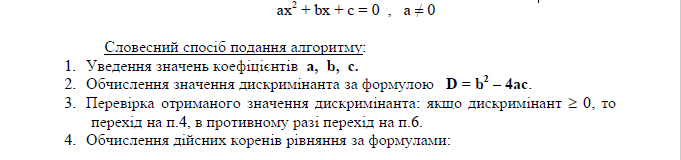 ax² + bx + c = 0 , a ≠ 0
Словесний спосіб подання алгоритму:
1. Уведення значень коефіцієнтів a, b, c.
2. Обчислення значення дискримінанта за формулою D = b² – 4ac.
3. Перевірка отриманого значення дискримінанта: якщо дискримінант ≥ 0, то
перехід на п.4, в противному разі перехід на п.6.
4. Обчислення дійсних коренів рівняння за формулами: